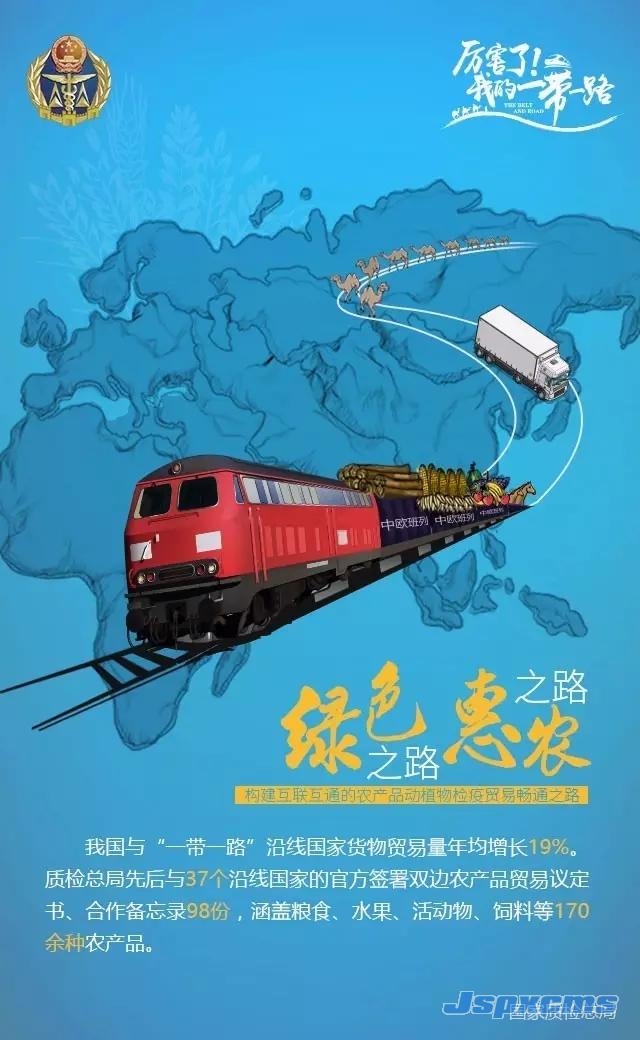 厉害了!
我的一带一路
THE BELT
AND ROAD
中欧班列 中欧班列 中欧班列
绿色之路
惠农之路
构建互联互通的农产品动植物检疫贸易畅通之路
我国与“一带一路”沿线国家货物贸易量年均增长19%。
质检总局先后与37个沿线国家的官方签署双边农产品贸易议定
书、合作备忘录98份，涵盖粮食、水果、活动物、饲料等170
余种农产品。
国家质检总局
Jspxcms